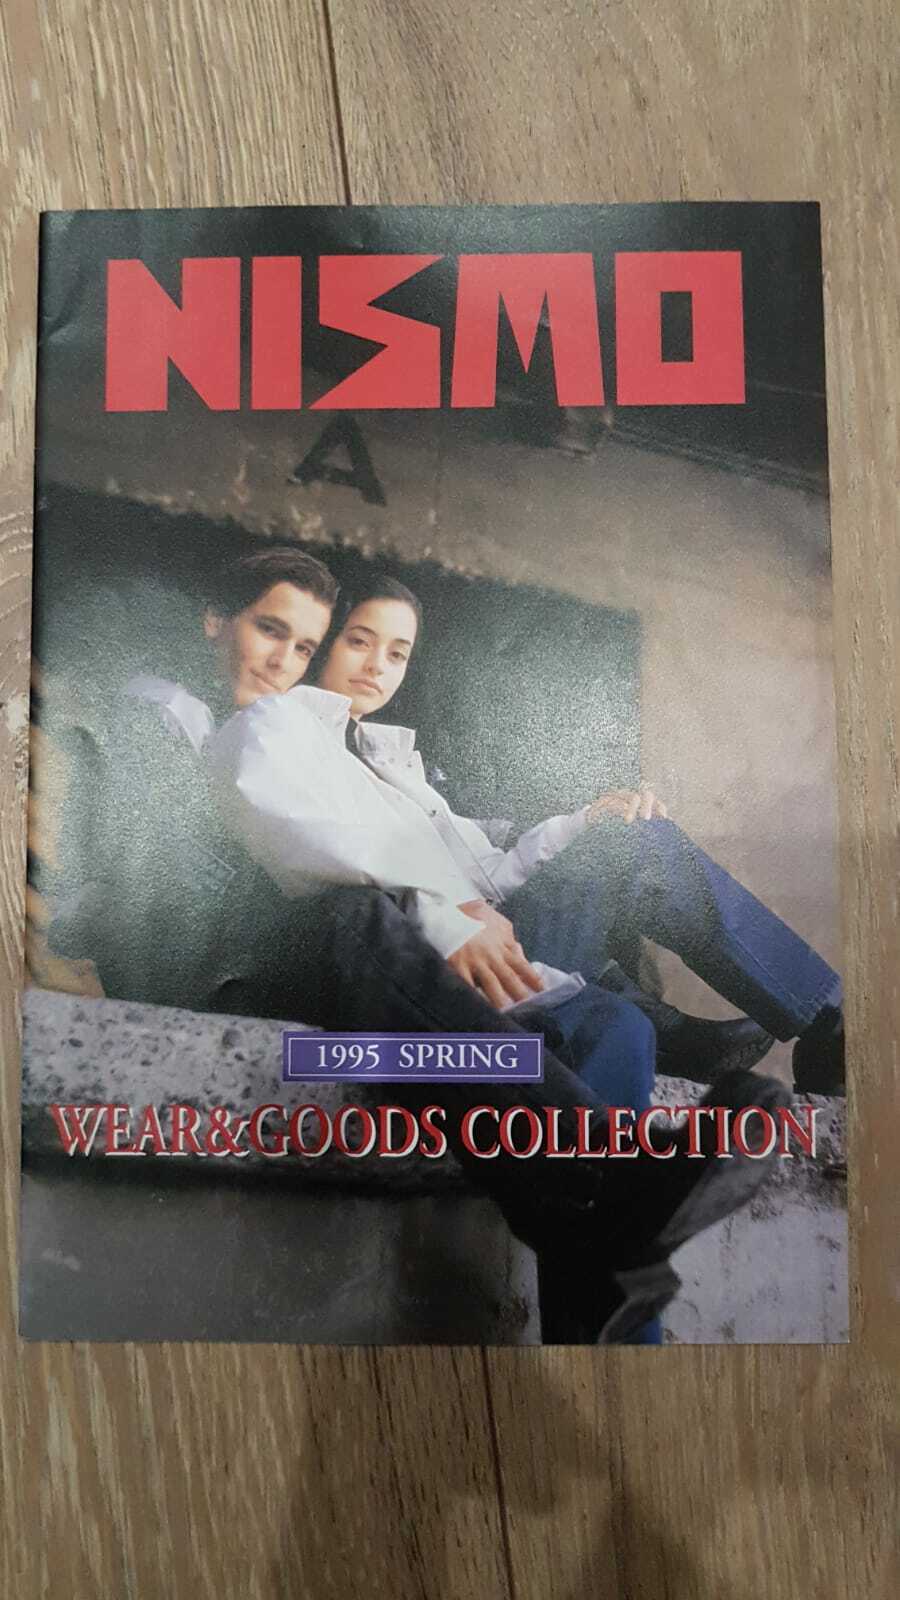 NISMO
A
1995 SPRING
WEAR&GOODS COLLECTION